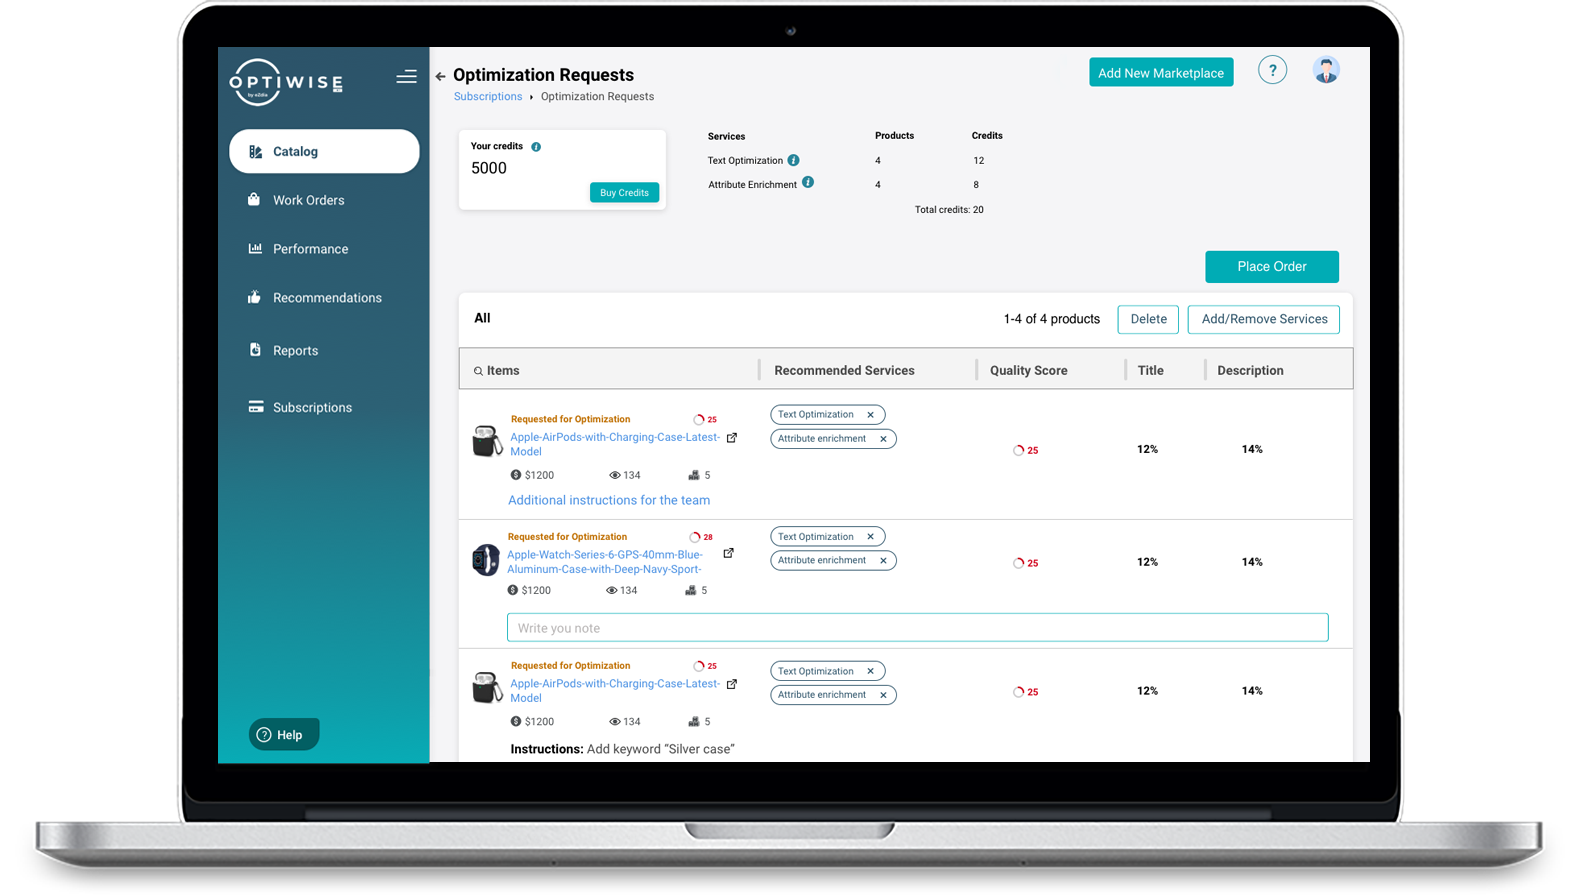 OPTIWISE
Catalog
Work Orders
Performance
Recommendations
Reports
Subscriptions
? Help
Optimization Requests
Subscriptions ▸ Optimization Requests
Add New Marketplace
?
Your credits i
5000
Buy Credits
Services Products Credits
Text Optimization i 4 12
Attribute Enrichment i 4 8
Total credits: 20
Place Order
All
1-4 of 4 products
Delete
Add/Remove Services
Items Recommended Services Quality Score Title Description
Requested for Optimization 25
Apple-AirPods-with-Charging-Case-Latest-
Model
$1200 134 5
Additional instructions for the team
Text Optimization ×
Attribute enrichment ×
25 12% 14%
Requested for Optimization 28
Apple-Watch-Series-6-GPS-40mm-Blue-
Aluminum-Case-with-Deep-Navy-Sport-
$1200 134 5
Text Optimization ×
Attribute enrichment ×
25 12% 14%
Write you note
Requested for Optimization 25
Apple-AirPods-with-Charging-Case-Latest-
Model
$1200 134 5
Text Optimization ×
Attribute enrichment ×
25 12% 14%
Instructions: Add keyword “Silver case”